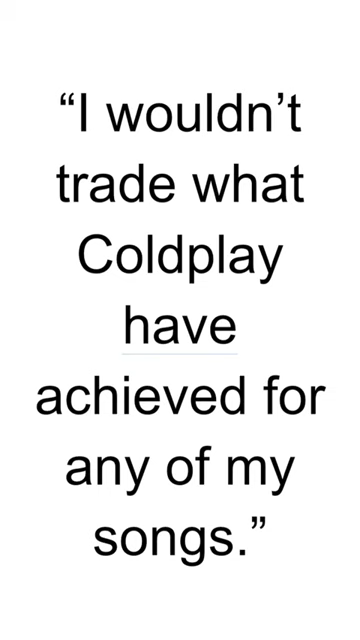 “I wouldn’t
trade what
Coldplay
have
achieved for
any of my
songs.”